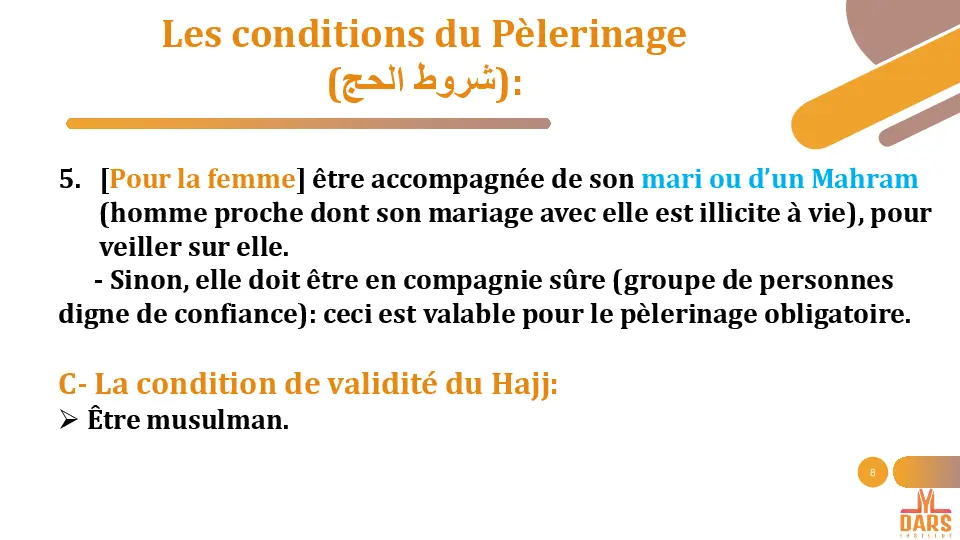 Les conditions du Pèlerinage
(شروط الحج):
5. [Pour la femme] être accompagnée de son mari ou d’un Mahram
(homme proche dont son mariage avec elle est illicite à vie), pour
veiller sur elle.
- Sinon, elle doit être en compagnie sûre (groupe de personnes
digne de confiance): ceci est valable pour le pèlerinage obligatoire.
C- La condition de validité du Hajj:
➢ Être musulman.
8
DARS
INSTITUT